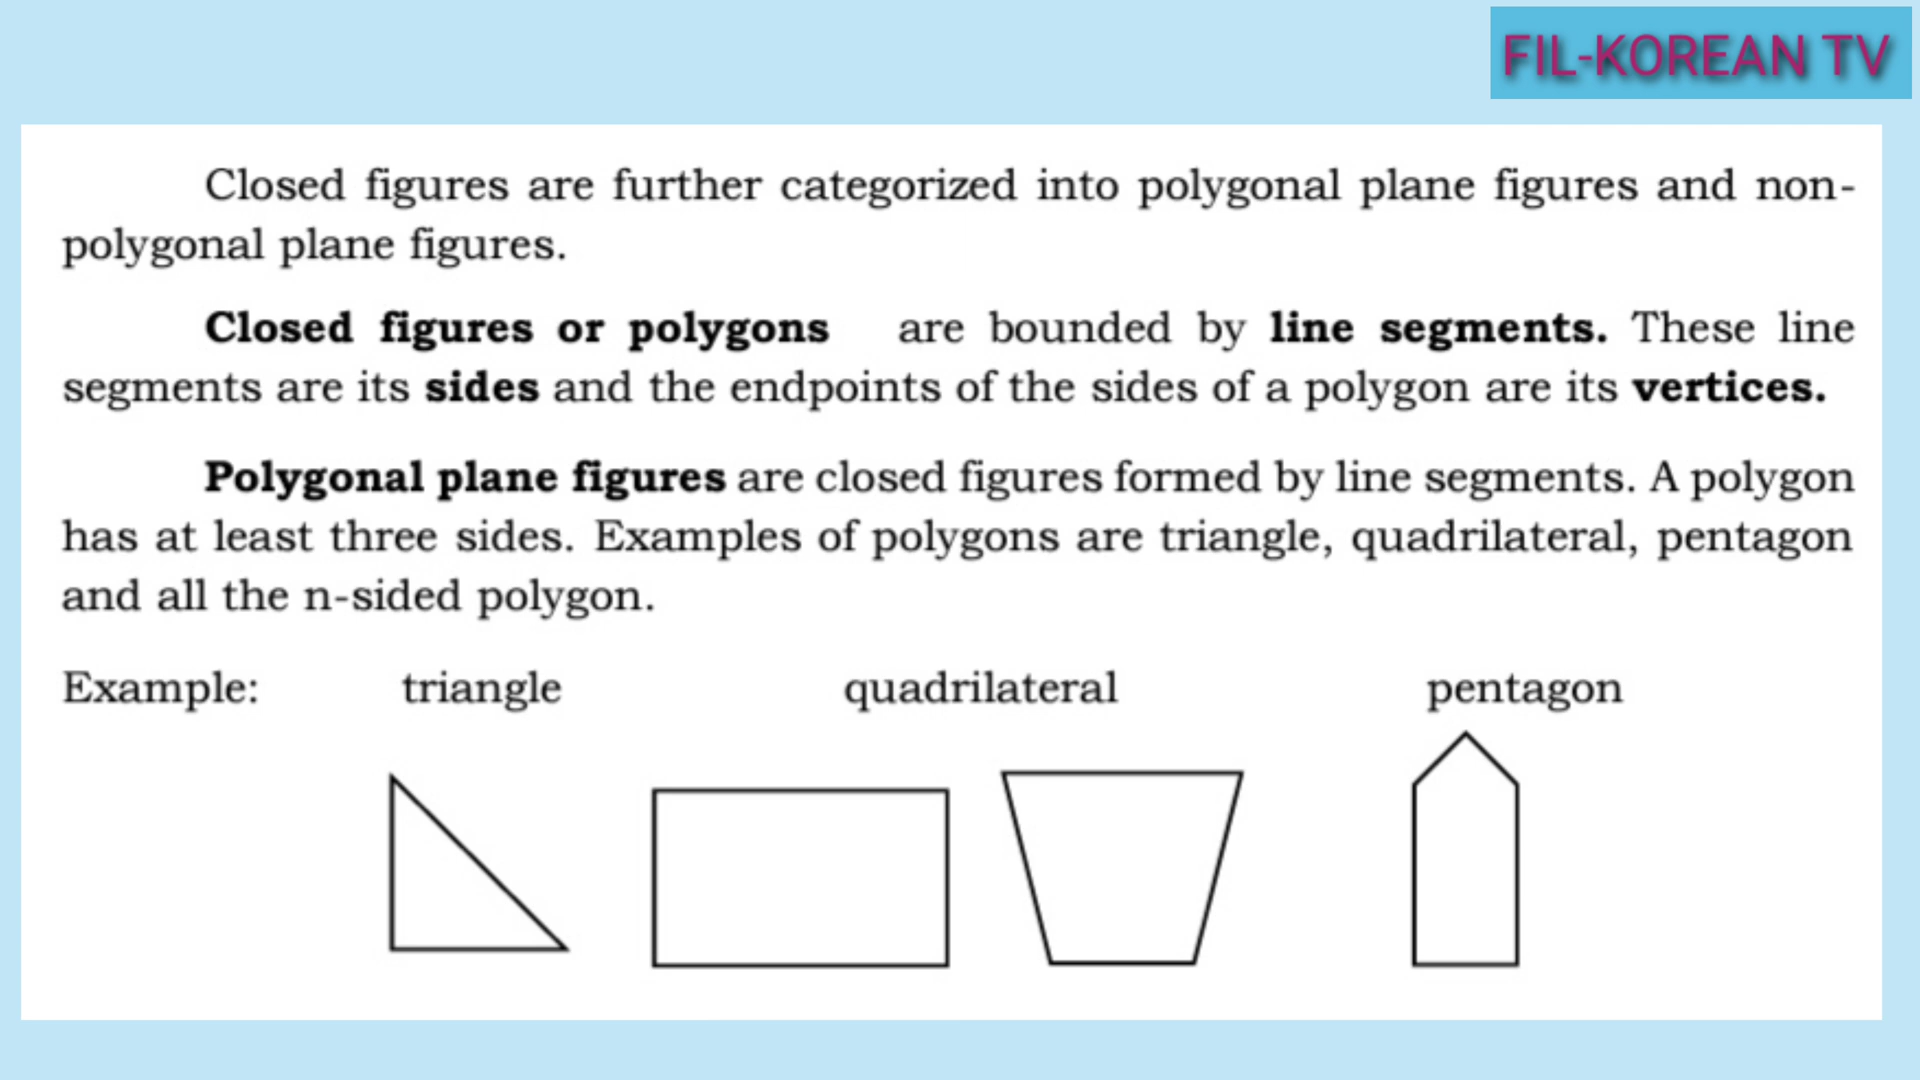 FIL-KOREAN TV
Closed figures are further categorized into polygonal plane figures and non-
polygonal plane figures.
Closed figures or polygons are bounded by line segments. These line
segments are its sides and the endpoints of the sides of a polygon are its vertices.
Polygonal plane figures are closed figures formed by line segments. A polygon
has at least three sides. Examples of polygons are triangle, quadrilateral, pentagon
and all the n-sided polygon.
Example: triangle quadrilateral pentagon